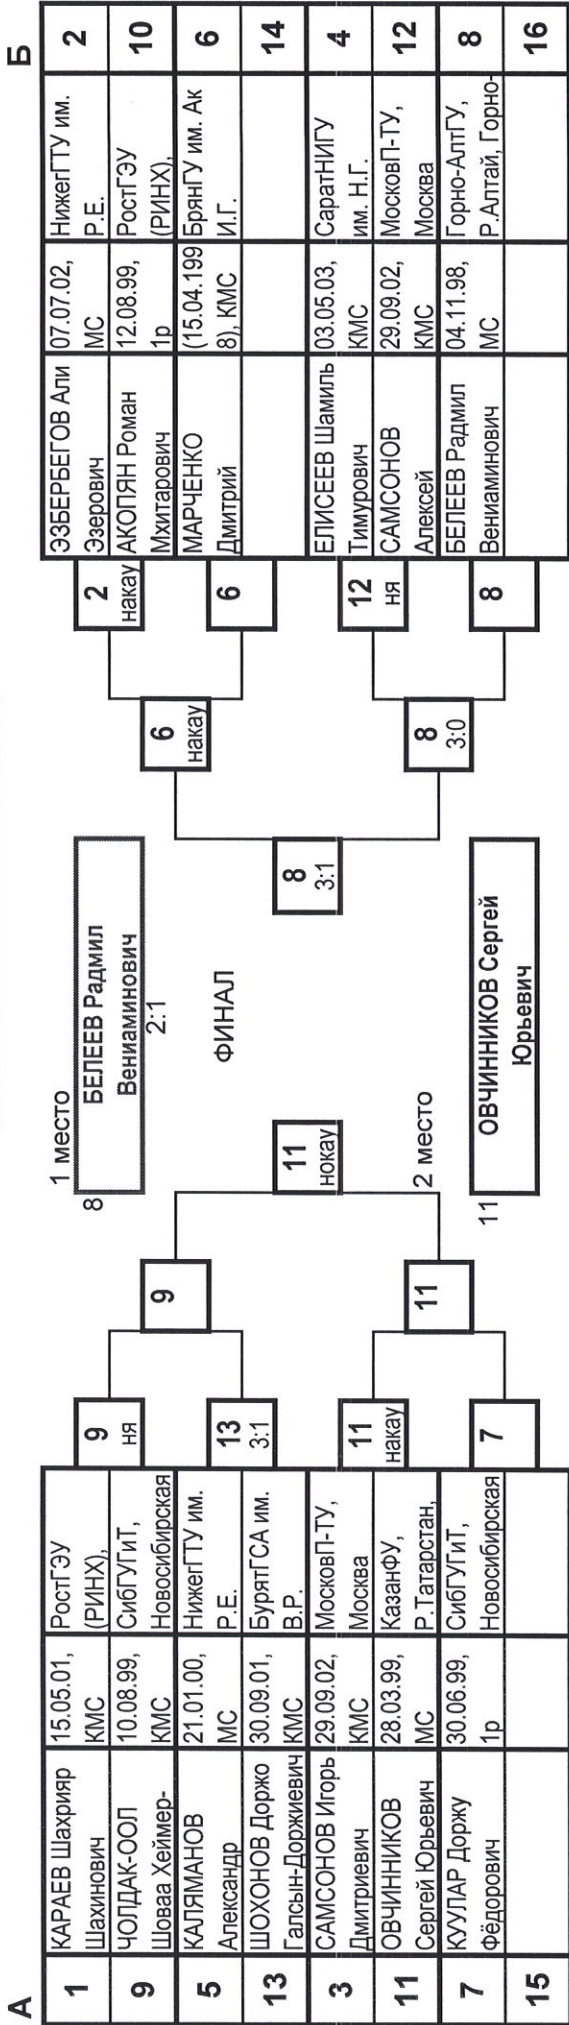 А
1
КАРАЕВ Шахрияр
Шахинович
15.05.01,
КМС
РостГЭУ
(РИНХ),
9
ЧОЛДАК-ООЛ
Шоваа Хеймер-
10.08.99,
КМС
СибГУГиТ,
Новосибирская
5
КАЛЯМАНОВ
Александр
21.01.00,
МС
НижегГТУ им.
Р.Е.
13
ШОХОНОВ Доржо
Галсын-Доржиевич
30.09.01,
КМС
БурятГСА им.
В.Р.
3
САМСОНОВ Игорь
Дмитриевич
29.09.02,
КМС
МосковП-ТУ,
Москва
11
ОВЧИННИКОВ
Сергей Юрьевич
28.03.99,
МС
КазанФУ,
Р.Татарстан,
7
КУУЛАР Доржу
Фёдорович
30.06.99,
1р
СибГУГиТ,
Новосибирская
15
9
ня
13
3:1
11
накау
7
9
11
11
нокау
1 место
8
БЕЛЕЕВ Радмил
Вениаминович
2:1
ФИНАЛ
2 место
11
ОВЧИННИКОВ Сергей
Юрьевич
8
3:1
6
накау
8
3:0
2
накау
6
12
ня
8
Б
ЭЗБЕРБЕГОВ Али
Эзерович
07.07.02,
МС
НижегГТУ им.
Р.Е.
2
АКОПЯН Роман
Мхитарович
12.08.99,
1р
РостГЭУ
(РИНХ),
10
МАРЧЕНКО
Дмитрий
(15.04.199
8), КМС
БрянГУ им. Ак
И.Г.
6
14
ЕЛИСЕЕВ Шамиль
Тимурович
03.05.03,
КМС
СаратНИГУ
им. Н.Г.
4
САМСОНОВ
Алексей
29.09.02,
КМС
МосковП-ТУ,
Москва
12
БЕЛЕЕВ Радмил
Вениаминович
04.11.98,
МС
Горно-АлтГУ,
Р.Алтай, Горно-
8
16